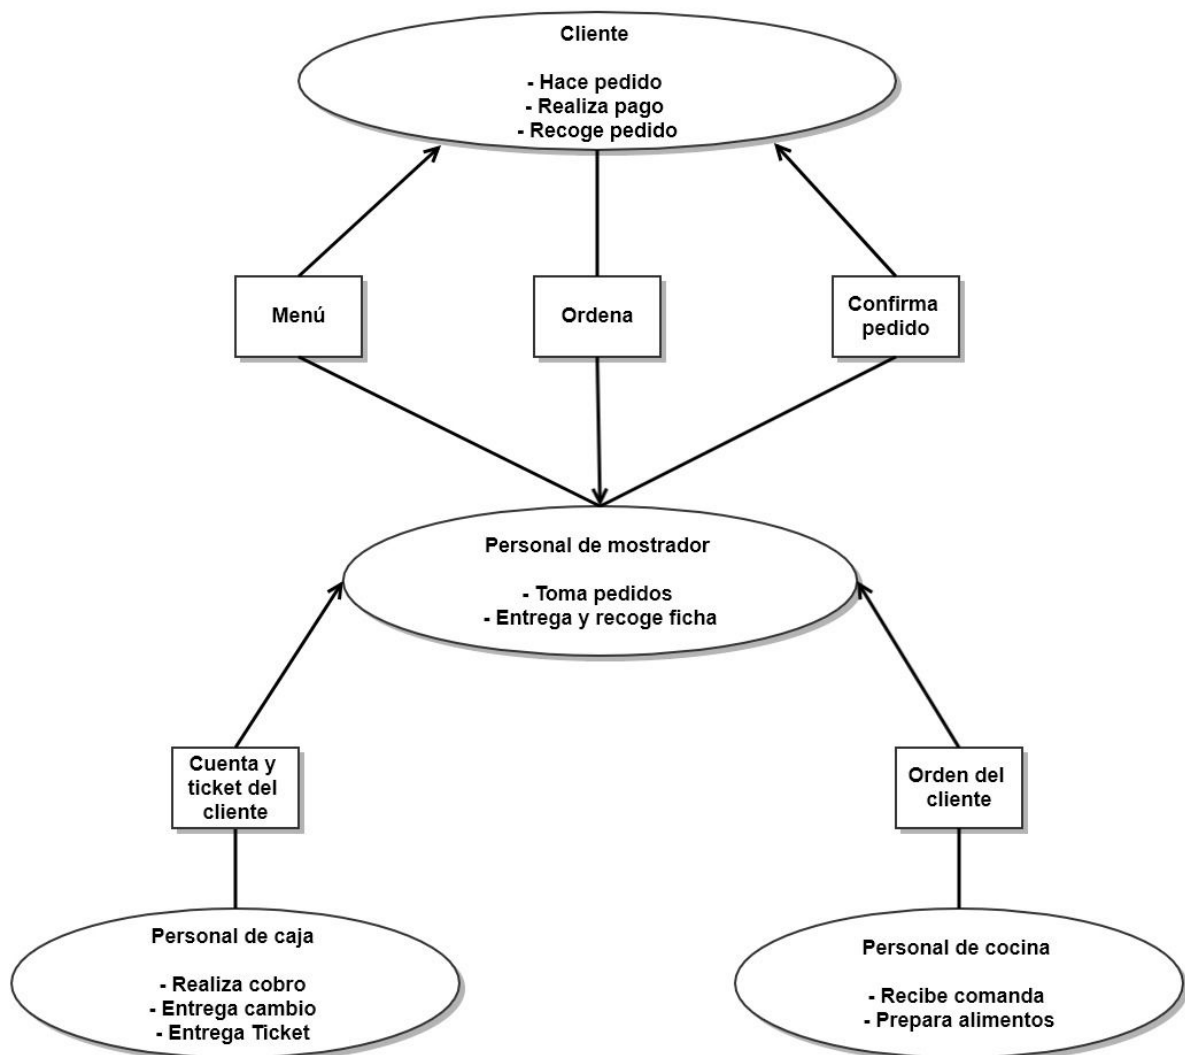 Cliente
- Hace pedido
- Realiza pago
- Recoge pedido
Menú
Ordena
Confirma
pedido
Personal de mostrador
- Toma pedidos
- Entrega y recoge ficha
Cuenta y
ticket del
cliente
Orden del
cliente
Personal de caja
- Realiza cobro
- Entrega cambio
- Entrega Ticket
Personal de cocina
- Recibe comanda
- Prepara alimentos